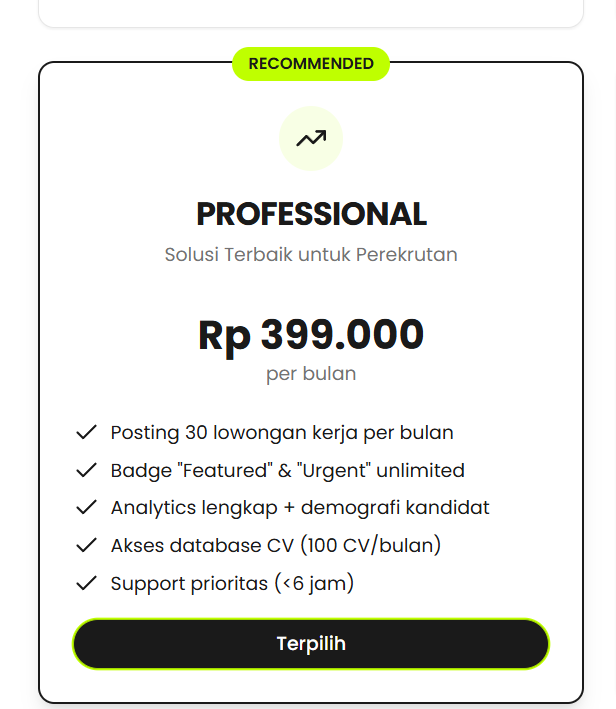 RECOMMENDED
PROFESSIONAL
Solusi Terbaik untuk Perekrutan
Rp 399.000
per bulan
Posting 30 lowongan kerja per bulan
Badge "Featured" & "Urgent" unlimited
Analytics lengkap + demografi kandidat
Akses database CV (100 CV/bulan)
Support prioritas (<6 jam)
Terpilih